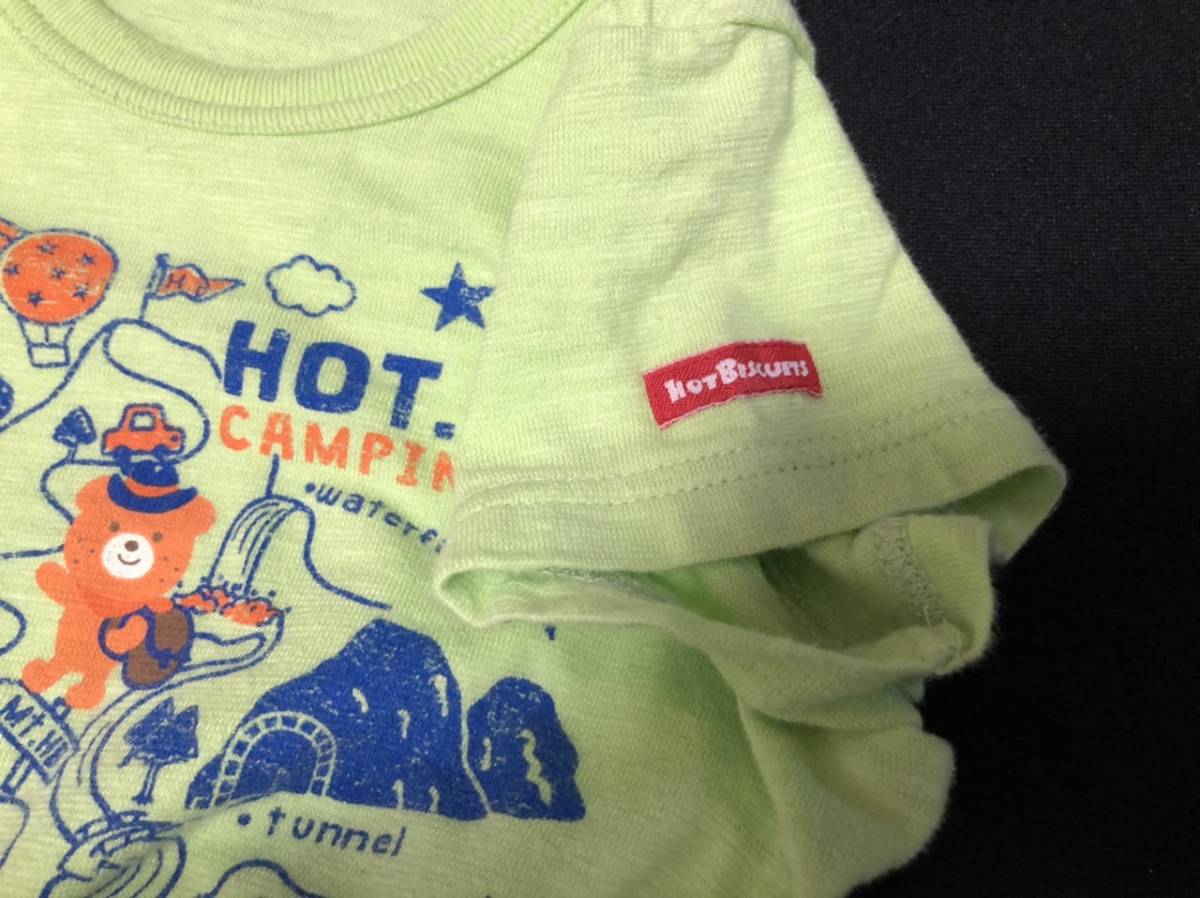 H
HOT.
CAMPIN
•waterf
HOT BISCUITS
Mt.H
• tunnel